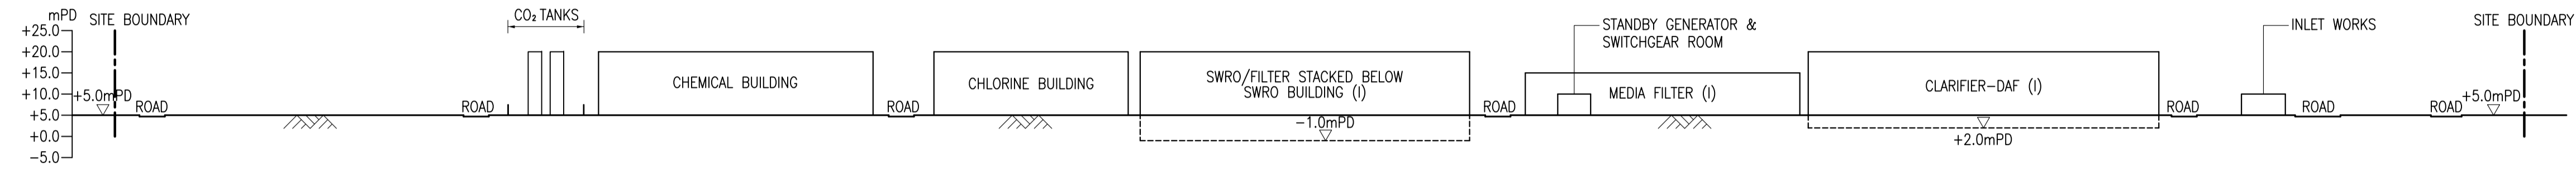 mPD
SITE BOUNDARY
CO₂ TANKS
STANDBY GENERATOR &
SWITCHGEAR ROOM
INLET WORKS
SITE BOUNDARY
+25.0
+20.0
+15.0
+10.0
+5.0
+0.0
-5.0
+5.0mPD
ROAD
ROAD
CHEMICAL BUILDING
ROAD
CHLORINE BUILDING
SWRO/FILTER STACKED BELOW
SWRO BUILDING (I)
-1.0mPD
ROAD
MEDIA FILTER (I)
CLARIFIER-DAF (I)
+2.0mPD
ROAD
ROAD
ROAD
+5.0mPD